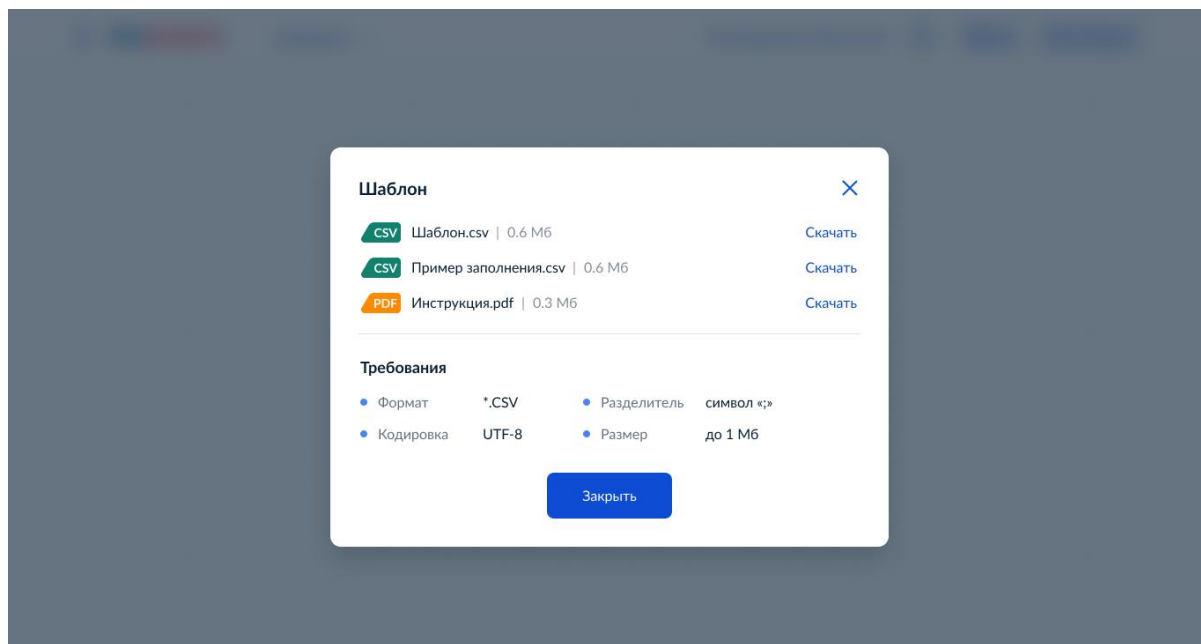 Шаблон
CSV Шаблон.csv | 0.6 Мб Скачать
CSV Пример заполнения.csv | 0.6 Мб Скачать
PDF Инструкция.pdf | 0.3 Мб Скачать
Требования
Формат *.CSV Разделитель символ «;»
Кодировка UTF-8 Размер до 1 Мб
Закрыть